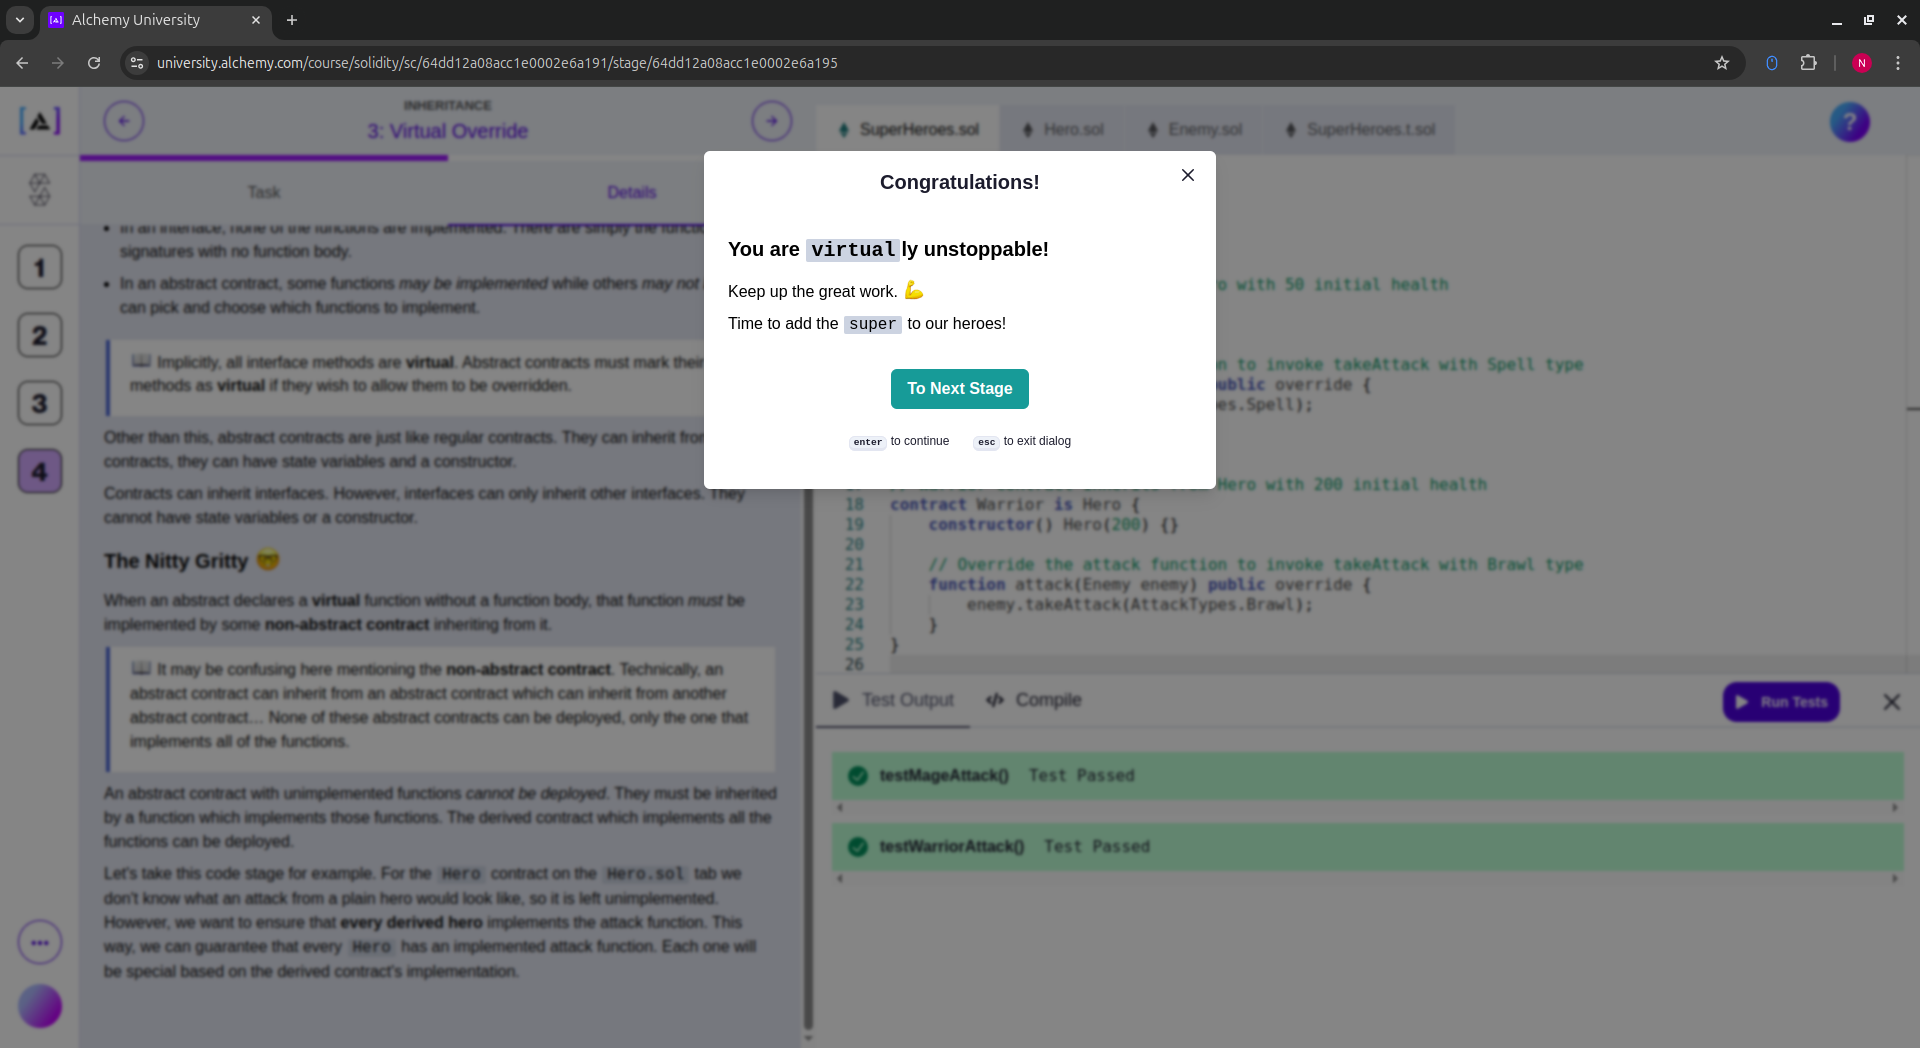 Alchemy University
university.alchemy.com/course/solidity/sc/64dd12a08acc1e0002e6a191/stage/64dd12a08acc1e0002e6a195
N
INHERITANCE
3: Virtual Override
SuperHeroes.sol
Hero.sol
Enemy.sol
SuperHeroes.t.sol
?
Task
Details
1
2
3
4
In an interface, none of the functions are implemented. There are simply the
signatures with no function body.
In an abstract contract, some functions may be implemented while others may not
can pick and choose which functions to implement.
📖 Implicitly, all interface methods are virtual. Abstract contracts must mark their
methods as virtual if they wish to allow them to be overridden.
Other than this, abstract contracts are just like regular contracts. They can inherit
contracts, they can have state variables and a constructor.
Contracts can inherit interfaces. However, interfaces can only inherit other interfaces. They
cannot have state variables or a constructor.
The Nitty Gritty 🤓
When an abstract declares a virtual function without a function body, that function must be
implemented by some non-abstract contract inheriting from it.
📖 It may be confusing here mentioning the non-abstract contract. Technically, an
abstract contract can inherit from an abstract contract which can inherit from another
abstract contract… None of these abstract contracts can be deployed, only the one that
implements all of the functions.
An abstract contract with unimplemented functions cannot be deployed. They must be inherited
by a function which implements those functions. The derived contract which implements all the
functions can be deployed.
Let's take this code stage for example. For the Hero contract on the Hero.sol tab we
don't know what an attack from a plain hero would look like, so it is left unimplemented.
However, we want to ensure that every derived hero implements the attack function. This
way, we can guarantee that every Hero has an implemented attack function. Each one will
be special based on the derived contract's implementation.
Congratulations!
You are virtually unstoppable!
Keep up the great work. 💪
Time to add the super to our heroes!
To Next Stage
enter to continue esc to exit dialog
with 50 initial health
to invoke takeAttack with Spell type
public override {
.Spell);
Hero with 200 initial health
18 contract Warrior is Hero {
19 constructor() Hero(200) {}
20
21 // Override the attack function to invoke takeAttack with Brawl type
22 function attack(Enemy enemy) public override {
23 enemy.takeAttack(AttackTypes.Brawl);
24 }
25 }
26
Test Output
Compile
Run Tests
testMageAttack() Test Passed
testWarriorAttack() Test Passed